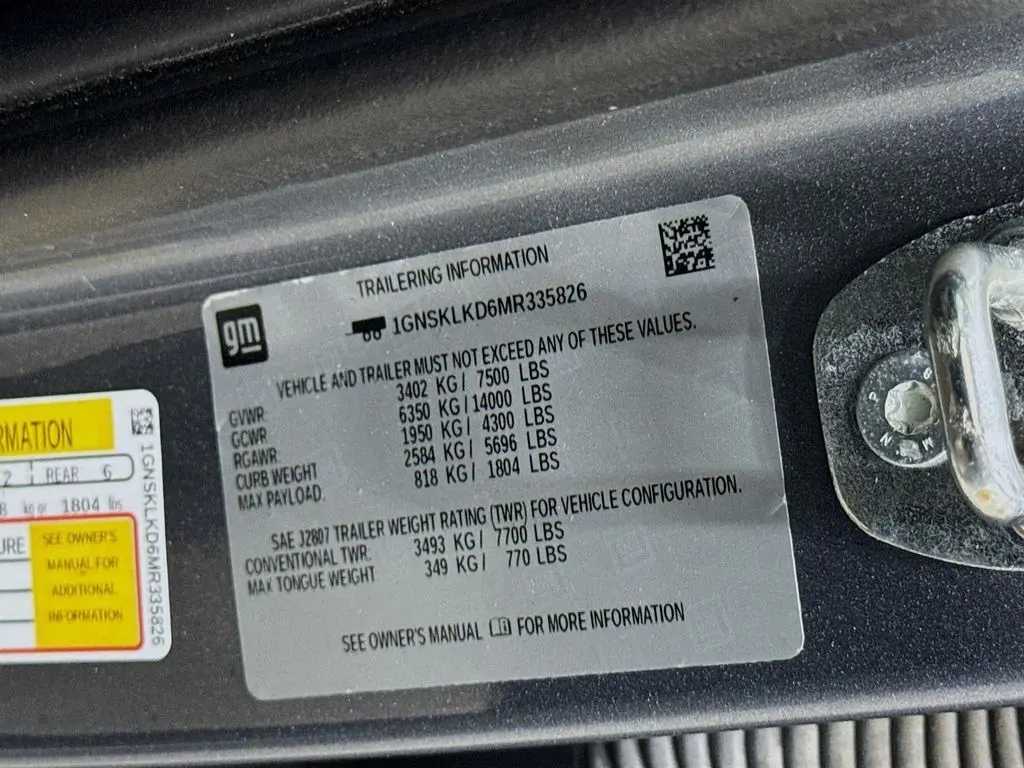 gm
TRAILERING INFORMATION
1GNSKLKD6MR335826
VEHICLE AND TRAILER MUST NOT EXCEED ANY OF THESE VALUES.
GVWR: 3402 KG/ 7500 LBS
GCWR 6350 KG/14000 LBS
RGAWR: 1950 KG/ 4300 LBS
CURB WEIGHT 2584 KG/ 5696 LBS
MAX PAYLOAD: 818 KG/ 1804 LBS
SAE J2807 TRAILER WEIGHT RATING (TWR) FOR VEHICLE CONFIGURATION.
CONVENTIONAL TWR: 3493 KG/ 7700 LBS
MAX TONGUE WEIGHT 349 KG/ 770 LBS
SEE OWNER'S MANUAL FOR MORE INFORMATION
RMATION
2 REAR 6
8 kg or 1804 lbs
URE
SEE OWNER'S
MANUAL FOR
ADDITIONAL
INFORMATION
1GNSKLKD6MR335826